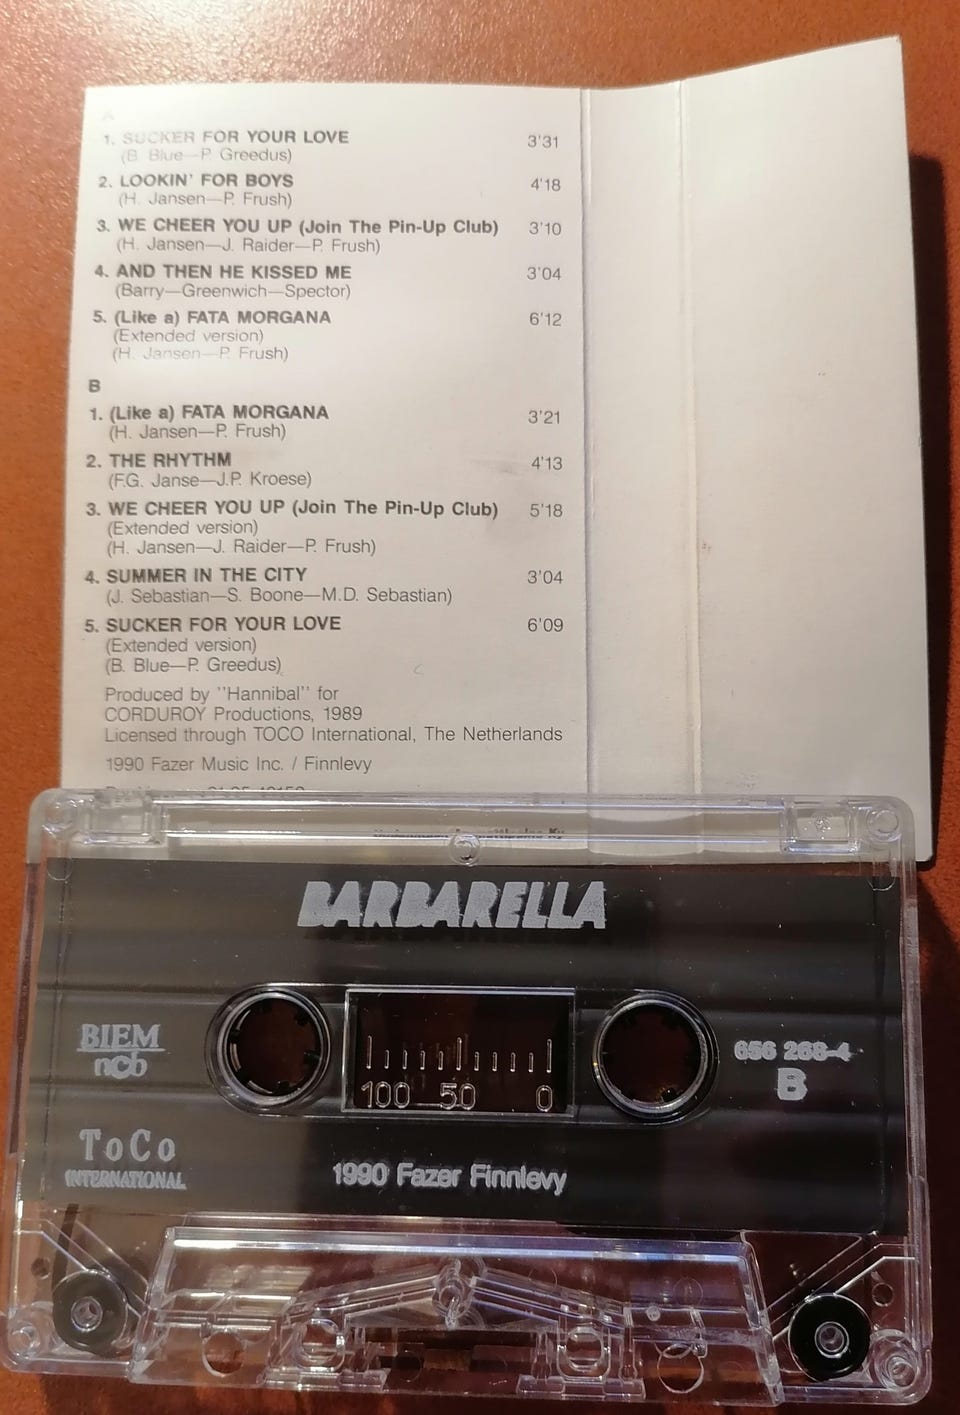 A
1. SUCKER FOR YOUR LOVE 3'31
(B. Blue—P. Greedus)
2. LOOKIN' FOR BOYS 4'18
(H. Jansen—P. Frush)
3. WE CHEER YOU UP (Join The Pin-Up Club) 3'10
(H. Jansen—J. Raider—P. Frush)
4. AND THEN HE KISSED ME 3'04
(Barry—Greenwich—Spector)
5. (Like a) FATA MORGANA 6'12
(Extended version)
(H. Jansen—P. Frush)
B
1. (Like a) FATA MORGANA 3'21
(H. Jansen—P. Frush)
2. THE RHYTHM 4'13
(F.G. Janse—J.P. Kroese)
3. WE CHEER YOU UP (Join The Pin-Up Club) 5'18
(Extended version)
(H. Jansen—J. Raider—P. Frush)
4. SUMMER IN THE CITY 3'04
(J. Sebastian—S. Boone—M.D. Sebastian)
5. SUCKER FOR YOUR LOVE 6'09
(Extended version)
(B. Blue—P. Greedus)
Produced by "Hannibal" for
CORDUROY Productions, 1989
Licensed through TOCO International, The Netherlands
1990 Fazer Music Inc. / Finnlevy
BARBARELLA
BIEM
ncb
656 268-4
B
100 50 0
ToCo
INTERNATIONAL
1990 Fazer Finnlevy